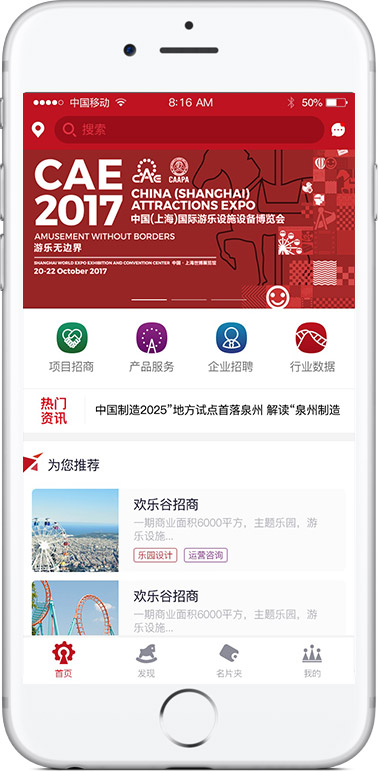 中国移动
8:16 AM
50%
搜索
CAE
2017
CAE
CAAPA
CHINA (SHANGHAI)
ATTRACTIONS EXPO
中国(上海)国际游乐设施设备博览会
AMUSEMENT WITHOUT BORDERS
游乐无边界
SHANGHAI WORLD EXPO EXHIBITION AND CONVENTION CENTER 中国·上海世博展览馆
20-22 October 2017
项目招商
产品服务
企业招聘
行业数据
热门
资讯
中国制造2025”地方试点首落泉州 解读“泉州制造
为您推荐
欢乐谷招商
一期商业面积6000平方，主题乐园，游
乐设施...
乐园设计
运营咨询
欢乐谷招商
一期商业面积6000平方，主题乐园，游
乐设施...
首页
发现
名片夹
我的